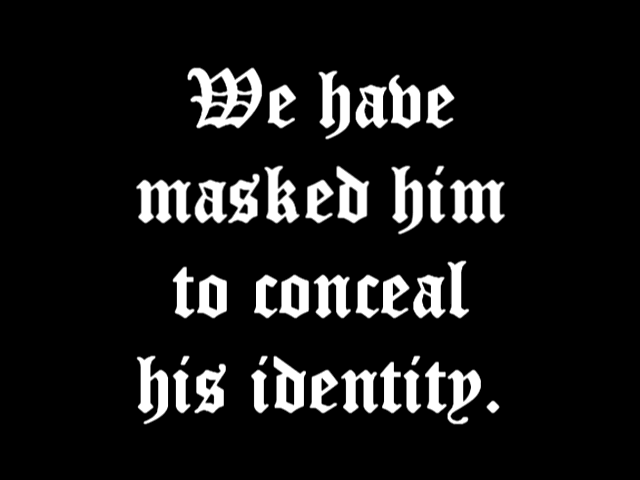 We have
masked him
to conceal
his identity.